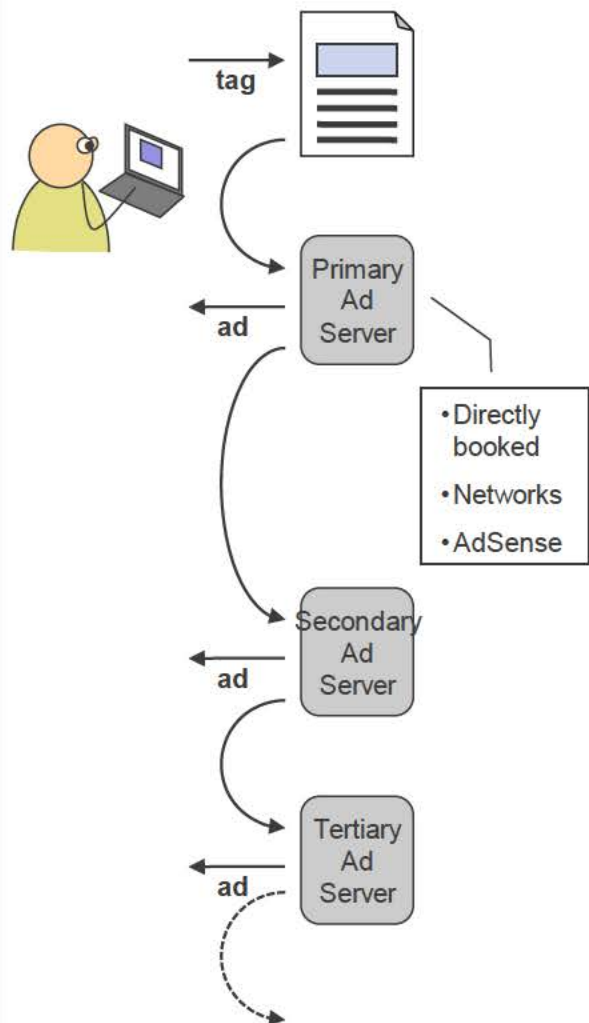 tag
Primary
Ad
Server
ad
• Directly
booked
• Networks
• AdSense
Secondary
Ad
Server
ad
Tertiary
Ad
Server
ad